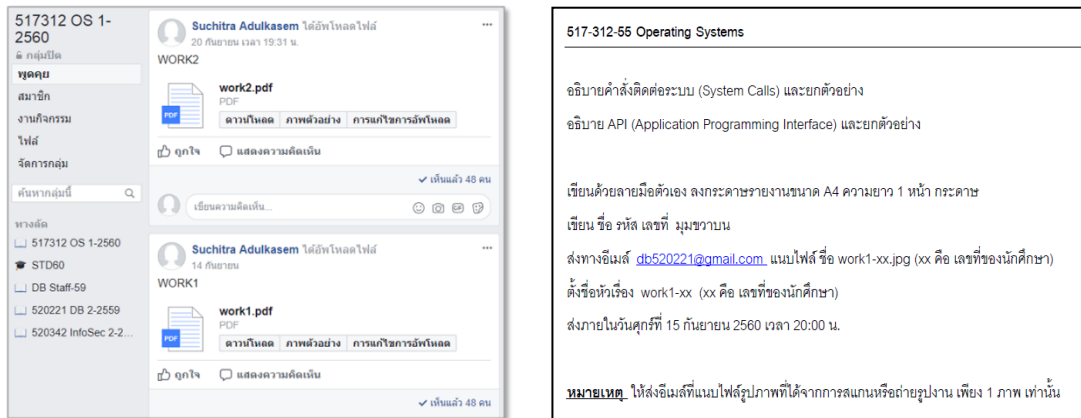 517312 OS 1-
2560
กลุ่มปิด
พูดคุย
สมาชิก
งานกิจกรรม
ไฟล์
จัดการกลุ่ม
ค้นหากลุ่มนี้
ทางลัด
517312 OS 1-2560
STD60
DB Staff-59
520221 DB 2-2559
520342 InfoSec 2-2...
Suchitra Adulkasem ได้อัพโหลดไฟล์
20 กันยายน เวลา 19:31 น.
WORK2
work2.pdf
PDF
PDF
ดาวน์โหลด ภาพตัวอย่าง การแก้ไขการอัพโหลด
ถูกใจ แสดงความคิดเห็น
เห็นแล้ว 48 คน
เขียนความคิดเห็น...
Suchitra Adulkasem ได้อัพโหลดไฟล์
14 กันยายน
WORK1
work1.pdf
PDF
PDF
ดาวน์โหลด ภาพตัวอย่าง การแก้ไขการอัพโหลด
ถูกใจ แสดงความคิดเห็น
เห็นแล้ว 48 คน
517-312-55 Operating Systems
อธิบายคำสั่งติดต่อระบบ (System Calls) และยกตัวอย่าง
อธิบาย API (Application Programming Interface) และยกตัวอย่าง
เขียนด้วยลายมือตัวเอง ลงกระดาษรายงานขนาด A4 ความยาว 1 หน้า กระดาษ
เขียน ชื่อ รหัส เลขที่ มุมขวาบน
ส่งทางอีเมล์ db520221@gmail.com แนบไฟล์ ชื่อ work1-xx.jpg (xx คือ เลขที่ของนักศึกษา)
ตั้งชื่อหัวเรื่อง work1-xx (xx คือ เลขที่ของนักศึกษา)
ส่งภายในวันศุกร์ที่ 15 กันยายน 2560 เวลา 20:00 น.
หมายเหตุ ให้ส่งอีเมล์ที่แนบไฟล์รูปภาพที่ได้จากการสแกนหรือถ่ายรูปงาน เพียง 1 ภาพ เท่านั้น